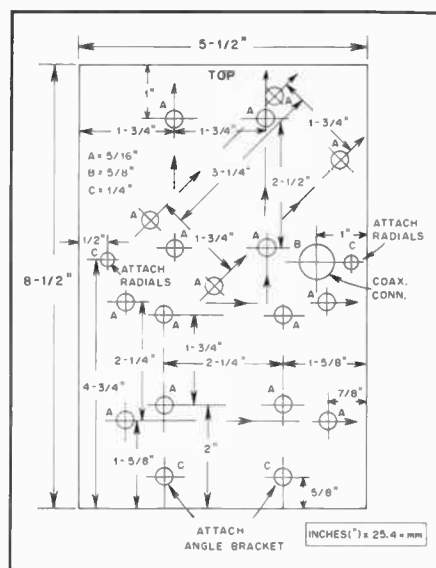 5-1/2"
TOP
1"
A
A
A
1-3/4"
1-3/4"
1-3/4"
A = 5/16"
B = 5/8"
C = 1/4"
3-1/4"
2-1/2"
A
A
1/2"
1-3/4"
A
A
B
1"
C
ATTACH
RADIALS
C
ATTACH
RADIALS
A
COAX.
CONN.
8-1/2"
A
A
A
A
1-3/4"
2-1/4"
2-1/4"
1-5/8"
4-3/4"
A
A
7/8"
A
A
1-5/8"
2"
C
C
5/8"
ATTACH
ANGLE BRACKET
INCHES(") x 25.4 = mm